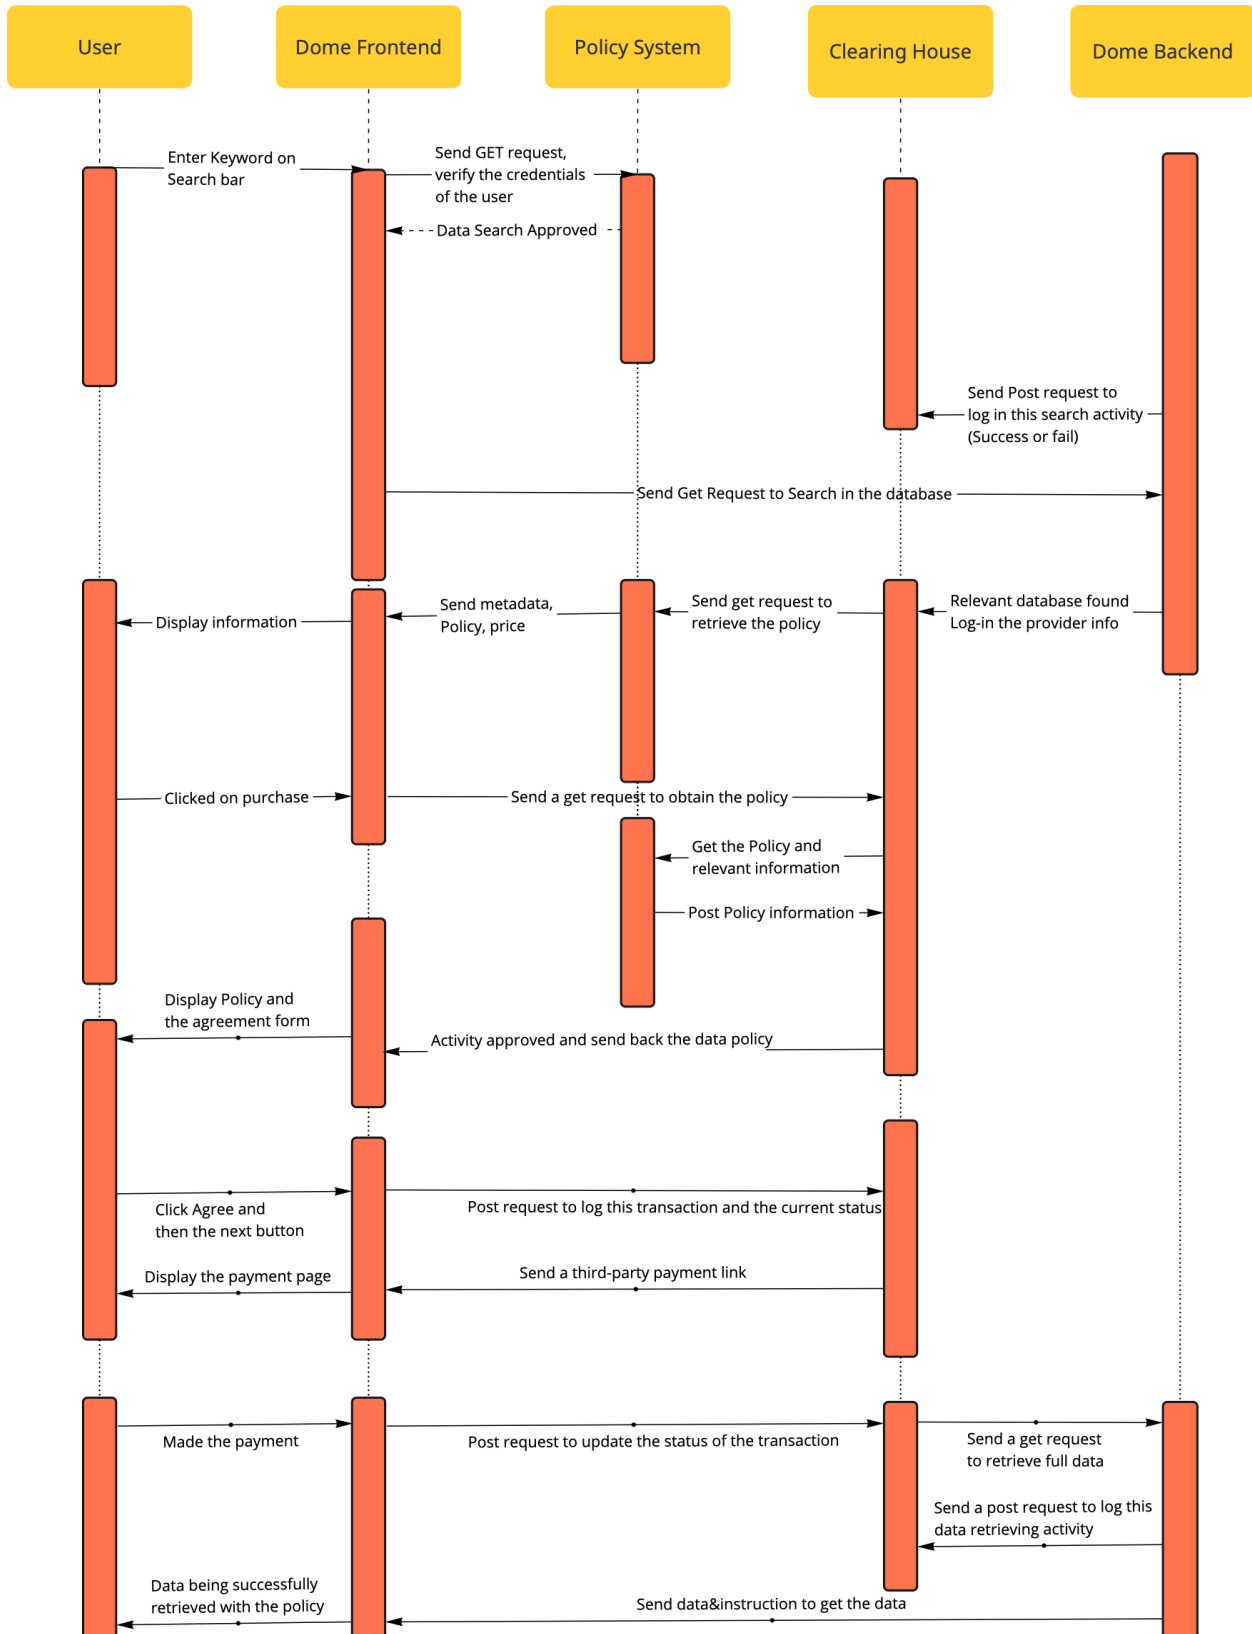 User
Dome Frontend
Policy System
Clearing House
Dome Backend
Enter Keyword on
Search bar
Send GET request,
verify the credentials
of the user
Data Search Approved
Send Post request to
log in this search activity
(Success or fail)
Send Get Request to Search in the database
Display information
Send metadada,
Policy, price
Send get request to
retrieve the policy
Relevant database found
Log-in the provider info
Clicked on purchase
Send a get request to obtain the policy
Get the Policy and
relevant information
Post Policy information
Display Policy and
the agreement form
Activity approved and send back the data policy
Click Agree and
then the next button
Post request to log this transaction and the current status
Display the payment page
Send a third-party payment link
Made the payment
Post request to update the status of the transaction
Send a get request
to retrieve full data
Send a post request to log this
data retrieving activity
Data being successfully
retrieved with the policy
Send data&instruction to get the data